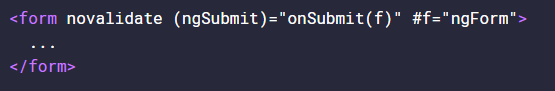 <form novalidate (ngSubmit)="onSubmit(f)" #f="ngForm">
...
</form>